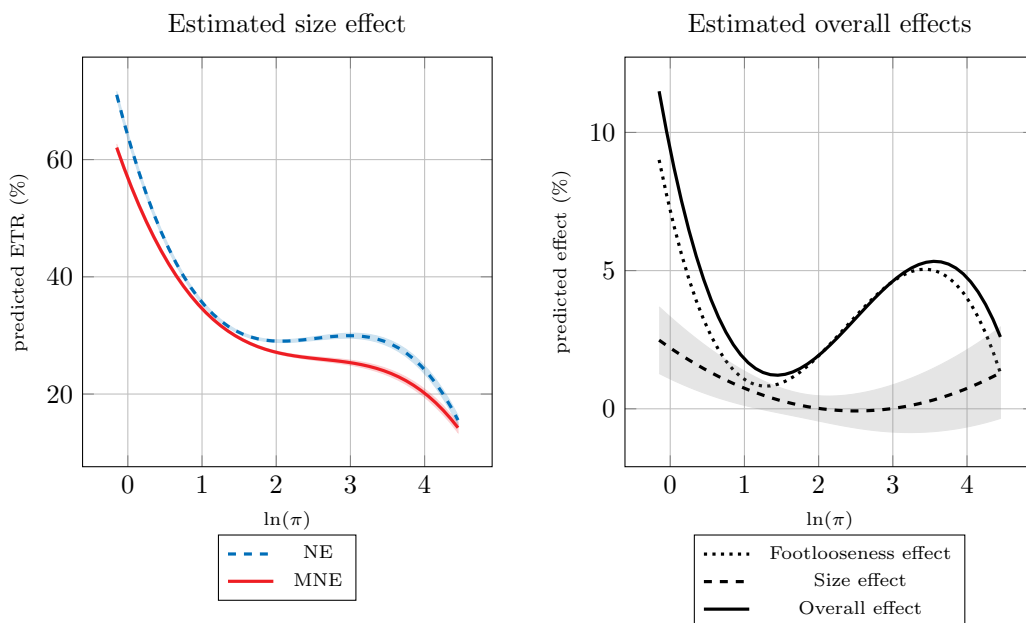 Estimated size effect
predicted ETR (%)
60
40
20
0 1 2 3 4
ln(π)
NE
MNE
Estimated overall effects
predicted effect (%)
10
5
0
0 1 2 3 4
ln(π)
Footlooseness effect
Size effect
Overall effect